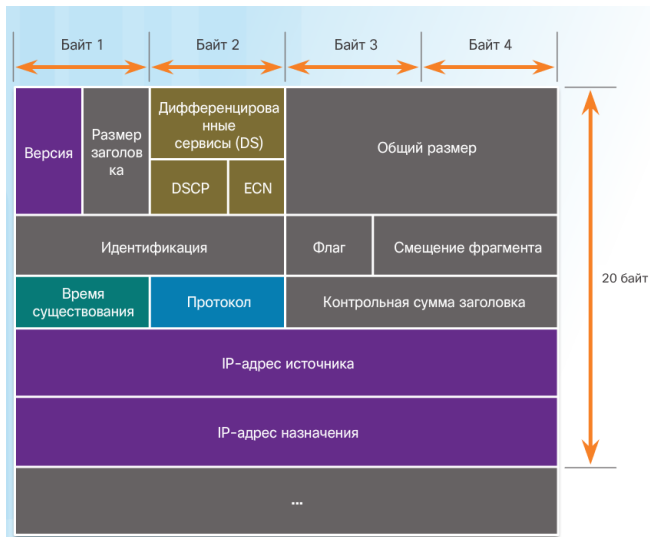 Байт 1
Байт 2
Байт 3
Байт 4
Версия
Размер
заголов
ка
Дифференцирова
нные
сервисы (DS)
DSCP
ECN
Общий размер
Идентификация
Флаг
Смещение фрагмента
20 байт
Время
существования
Протокол
Контрольная сумма заголовка
IP-адрес источника
IP-адрес назначения
...